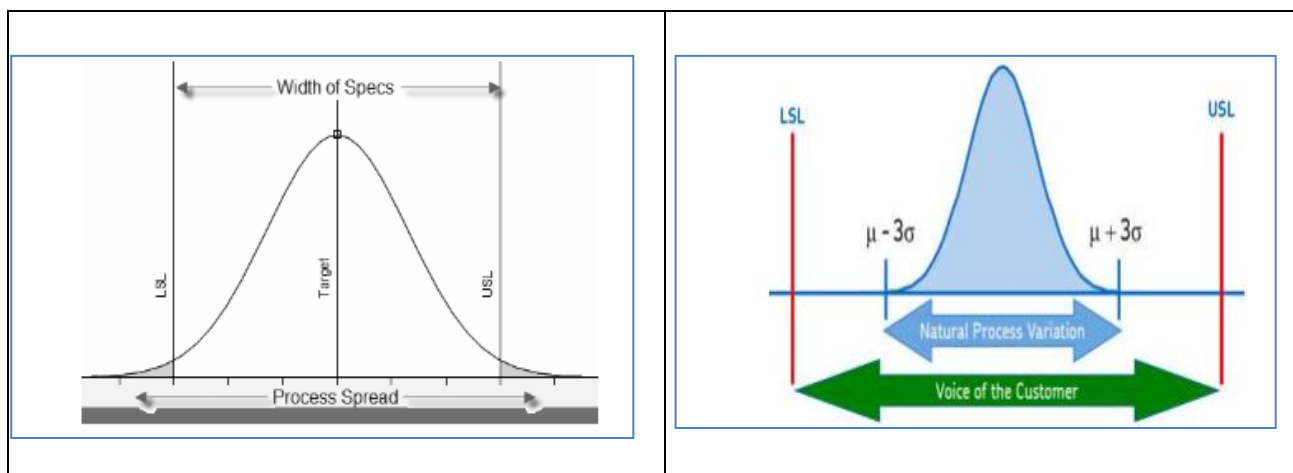 Width of Specs
LSL
Target
USL
Process Spread
LSL
USL
μ - 3σ
μ + 3σ
Natural Process Variation
Voice of the Customer